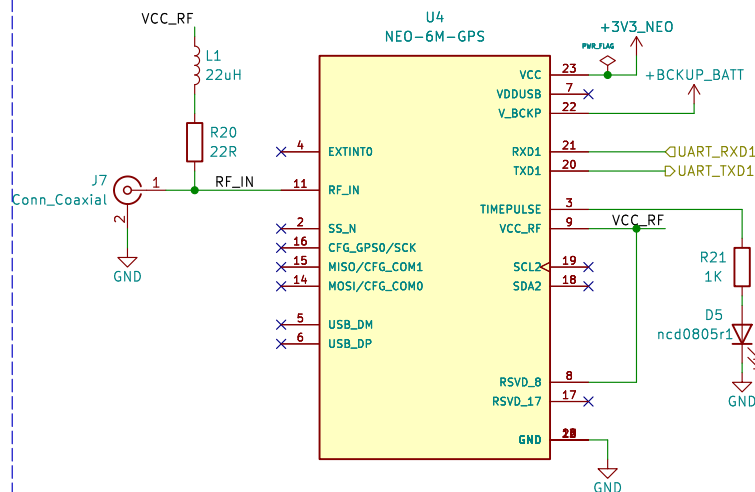 VCC_RF
L1
22uH
R20
22R
J7
Conn_Coaxial
1
2
GND
RF_IN
U4
NEO-6M-GPS
4
EXTINT0
11
RF_IN
2
SS_N
16
CFG_GPS0/SCK
15
MISO/CFG_COM1
14
MOSI/CFG_COM0
5
USB_DM
6
USB_DP
VCC
23
VDDUSB
7
V_BCKP
22
RXD1
21
TXD1
20
TIMEPULSE
3
VCC_RF
9
SCL2
19
SDA2
18
RSVD_8
8
RSVD_17
17
GND
GND
PWR_FLAG
+3V3_NEO
+BCKUP_BATT
UART_RXD1
UART_TXD1
VCC_RF
R21
1K
D5
ncd0805r1
GND